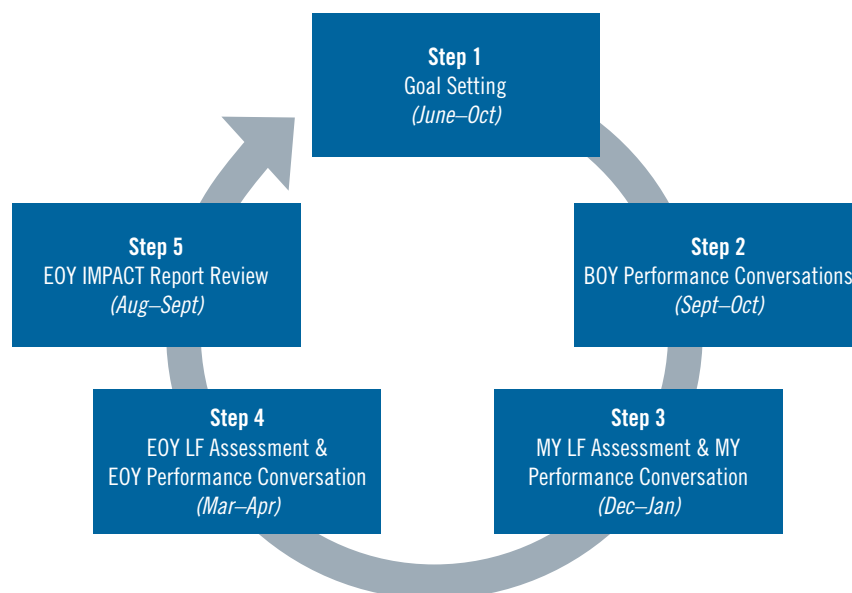 Step 1
Goal Setting
(June–Oct)
Step 2
BOY Performance Conversations
(Sept–Oct)
Step 3
MY LF Assessment & MY
Performance Conversation
(Dec–Jan)
Step 4
EOY LF Assessment &
EOY Performance Conversation
(Mar–Apr)
Step 5
EOY IMPACT Report Review
(Aug–Sept)